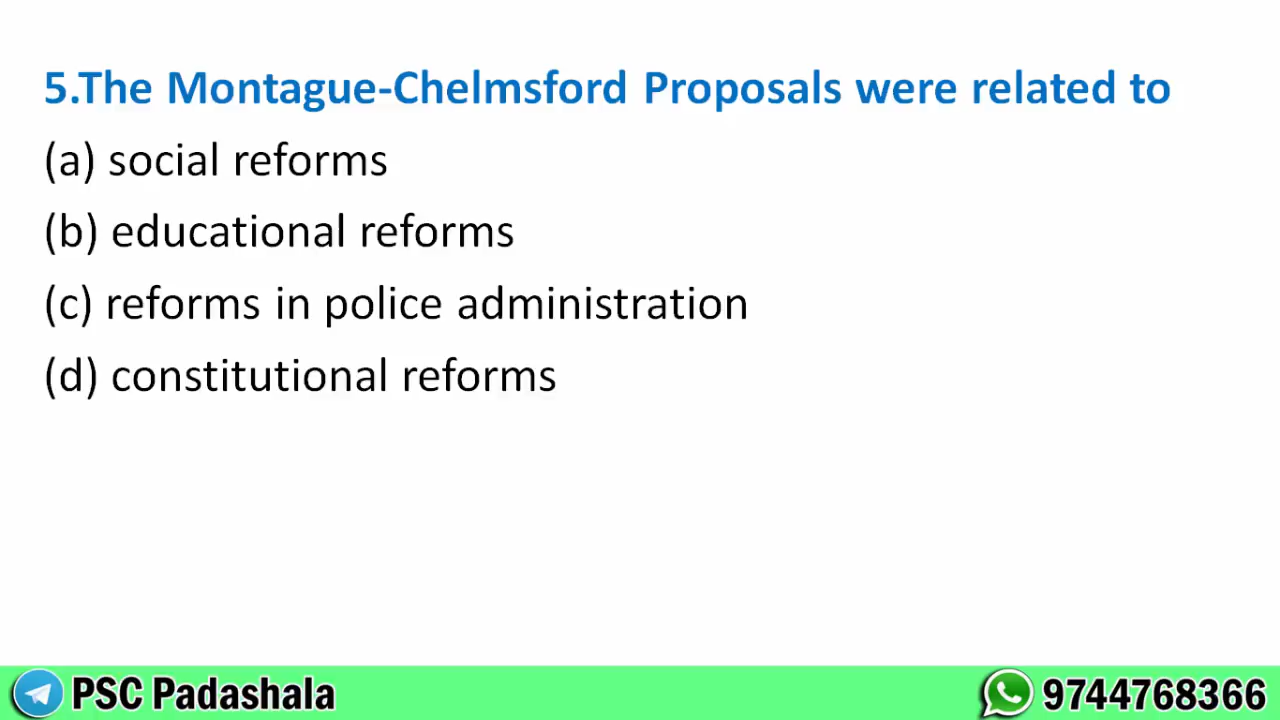 5.The Montague-Chelmsford Proposals were related to
(a) social reforms
(b) educational reforms
(c) reforms in police administration
(d) constitutional reforms
PSC Padashala
9744768366